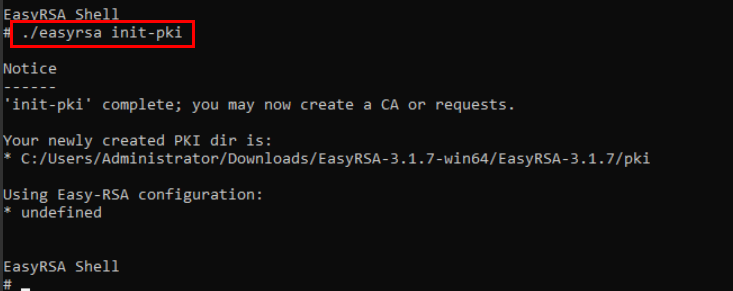 EasyRSA Shell
# ./easyrsa init-pki
Notice
------
'init-pki' complete; you may now create a CA or requests.
Your newly created PKI dir is:
* C:/Users/Administrator/Downloads/EasyRSA-3.1.7-win64/EasyRSA-3.1.7/pki
Using Easy-RSA configuration:
* undefined
EasyRSA Shell
#